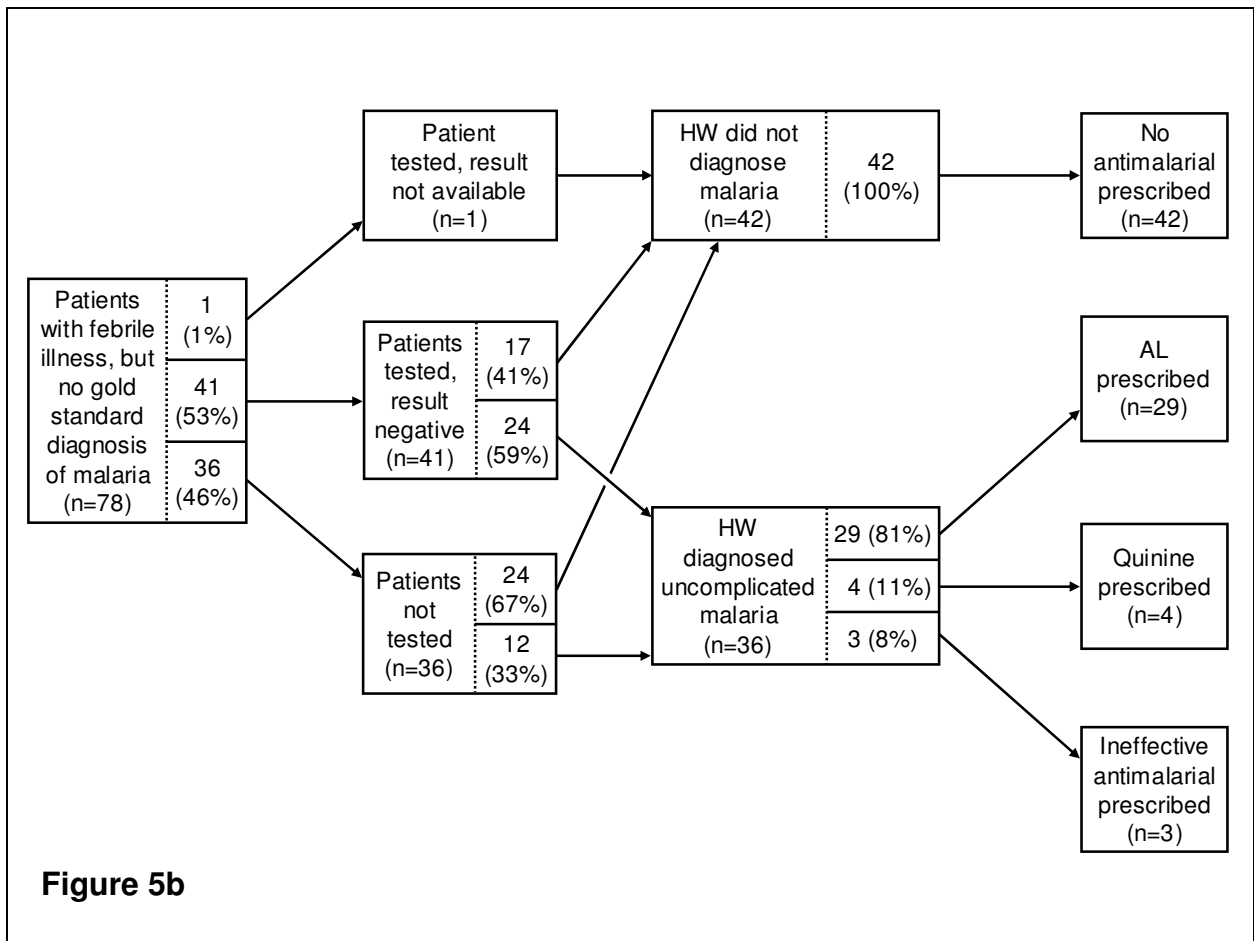 Patients
with febrile
illness, but
no gold
standard
diagnosis
of malaria
(n=78)
1
(1%)
41
(53%)
36
(46%)
Patient
tested, result
not available
(n=1)
Patients
tested,
result
negative
(n=41)
17
(41%)
24
(59%)
Patients
not
tested
(n=36)
24
(67%)
12
(33%)
HW did not
diagnose
malaria
(n=42)
42
(100%)
HW
diagnosed
uncomplicated
malaria
(n=36)
29 (81%)
4 (11%)
3 (8%)
No
antimalarial
prescribed
(n=42)
AL
prescribed
(n=29)
Quinine
prescribed
(n=4)
Ineffective
antimalarial
prescribed
(n=3)
Figure 5b